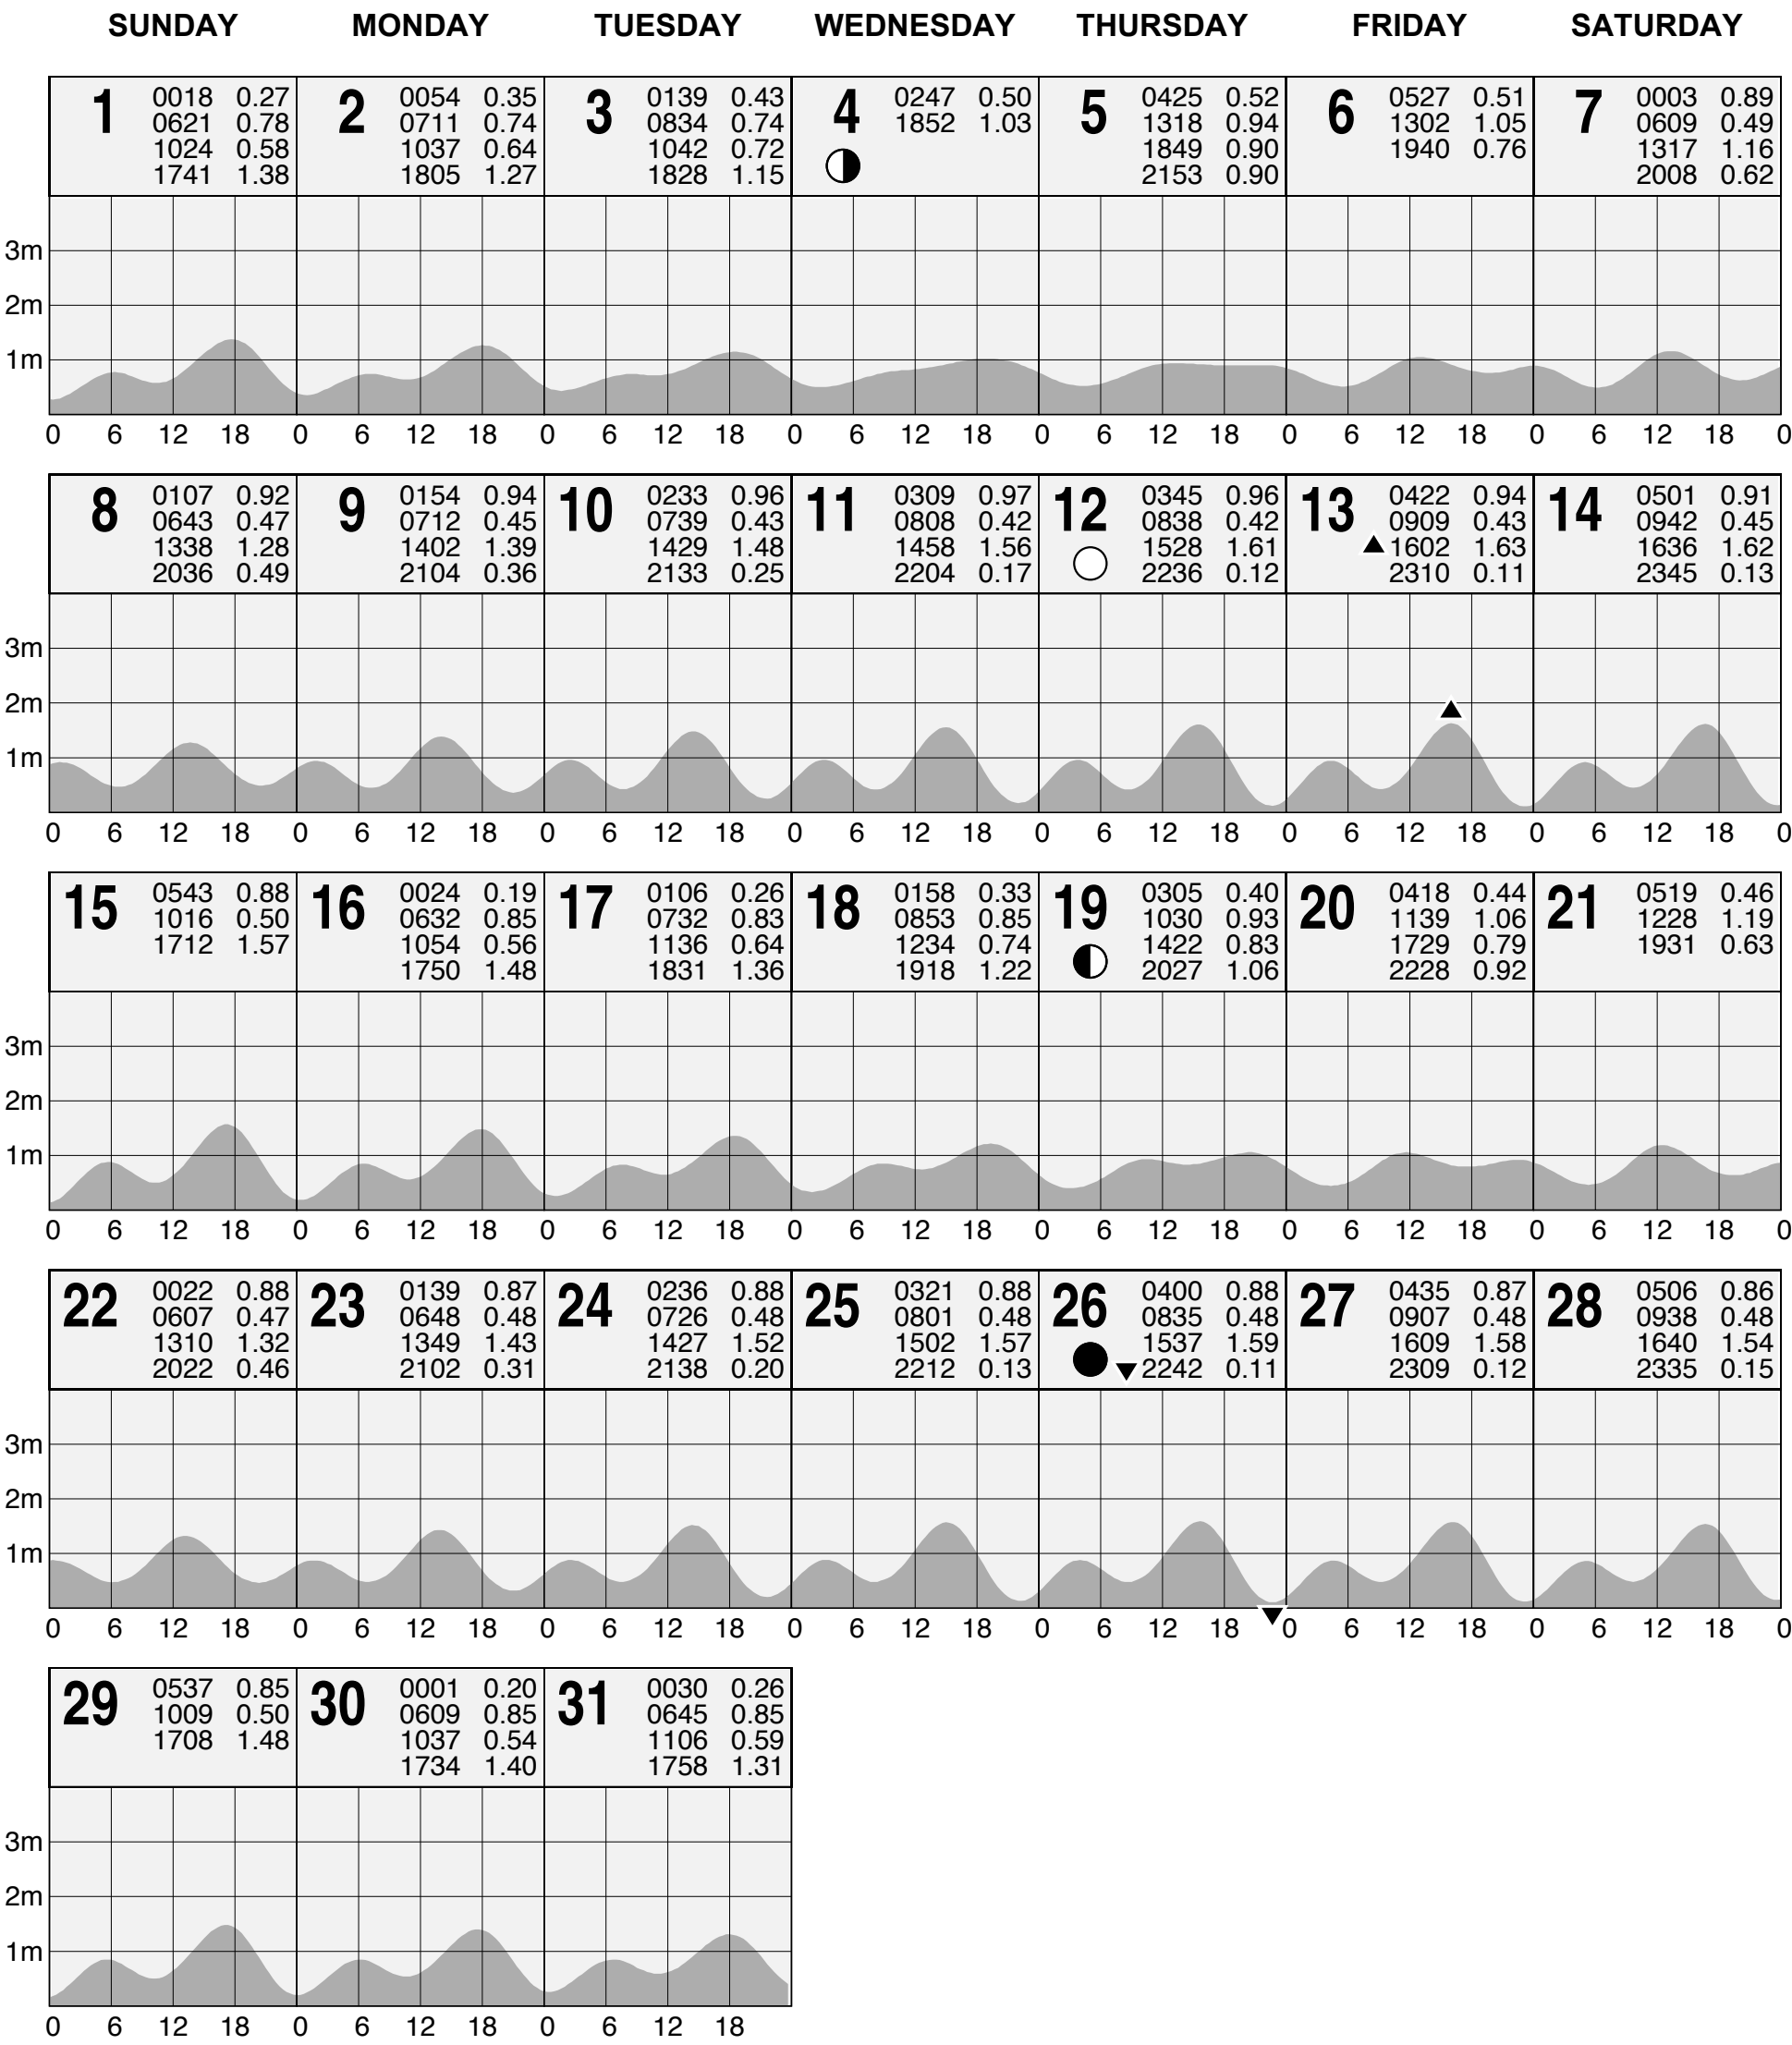 SUNDAY MONDAY TUESDAY WEDNESDAY THURSDAY FRIDAY SATURDAY
1 0018 0.27 2 0054 0.35 3 0139 0.43 4 0247 0.50 5 0425 0.52 6 0527 0.51 7 0003 0.89
0621 0.78 0711 0.74 0834 0.74 1852 1.03 1318 0.94 1302 1.05 0609 0.49
1024 0.58 1037 0.64 1042 0.72 1849 0.90 1940 0.76 1317 1.16
1741 1.38 1805 1.27 1828 1.15 2153 0.90 2008 0.62
3m
2m
1m
0 6 12 18 0 6 12 18 0 6 12 18 0 6 12 18 0 6 12 18 0 6 12 18 0 6 12 18 0
8 0107 0.92 9 0154 0.94 10 0233 0.96 11 0309 0.97 12 0345 0.96 13 0422 0.94 14 0501 0.91
0643 0.47 0712 0.45 0739 0.43 0808 0.42 0838 0.42 0909 0.43 0942 0.45
1338 1.28 1402 1.39 1429 1.48 1458 1.56 1528 1.61 1602 1.63 1636 1.62
2036 0.49 2104 0.36 2133 0.25 2204 0.17 2236 0.12 2310 0.11 2345 0.13
3m
2m
1m
0 6 12 18 0 6 12 18 0 6 12 18 0 6 12 18 0 6 12 18 0 6 12 18 0 6 12 18 0
15 0543 0.88 16 0024 0.19 17 0106 0.26 18 0158 0.33 19 0305 0.40 20 0418 0.44 21 0519 0.46
1016 0.50 0632 0.85 0732 0.83 0853 0.85 1030 0.93 1139 1.06 1228 1.19
1712 1.57 1054 0.56 1136 0.64 1234 0.74 1422 0.83 1729 0.79 1931 0.63
1750 1.48 1831 1.36 1918 1.22 2027 1.06 2228 0.92
3m
2m
1m
0 6 12 18 0 6 12 18 0 6 12 18 0 6 12 18 0 6 12 18 0 6 12 18 0 6 12 18 0
22 0022 0.88 23 0139 0.87 24 0236 0.88 25 0321 0.88 26 0400 0.88 27 0435 0.87 28 0506 0.86
0607 0.47 0648 0.48 0726 0.48 0801 0.48 0835 0.48 0907 0.48 0938 0.48
1310 1.32 1349 1.43 1427 1.52 1502 1.57 1537 1.59 1609 1.58 1640 1.54
2022 0.46 2102 0.31 2138 0.20 2212 0.13 2242 0.11 2309 0.12 2335 0.15
3m
2m
1m
0 6 12 18 0 6 12 18 0 6 12 18 0 6 12 18 0 6 12 18 0 6 12 18 0 6 12 18 0
29 0537 0.85 30 0001 0.20 31 0030 0.26
1009 0.50 0609 0.85 0645 0.85
1708 1.48 1037 0.54 1106 0.59
1734 1.40 1758 1.31
3m
2m
1m
0 6 12 18 0 6 12 18 0 6 12 18